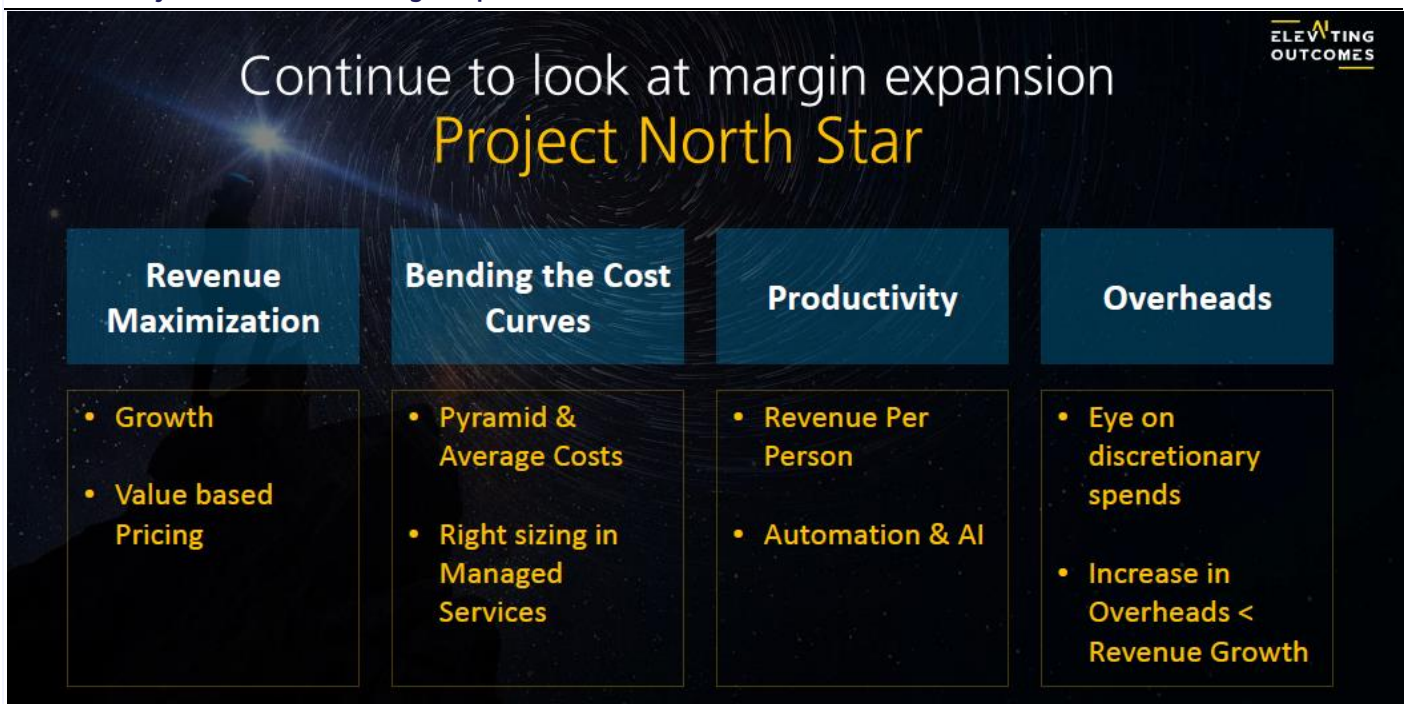 ELEVAITING
OUTCOMES
Continue to look at margin expansion
Project North Star
Revenue
Maximization
• Growth
• Value based
Pricing
Bending the Cost
Curves
• Pyramid &
Average Costs
• Right sizing in
Managed
Services
Productivity
• Revenue Per
Person
• Automation & AI
Overheads
• Eye on
discretionary
spends
• Increase in
Overheads <
Revenue Growth